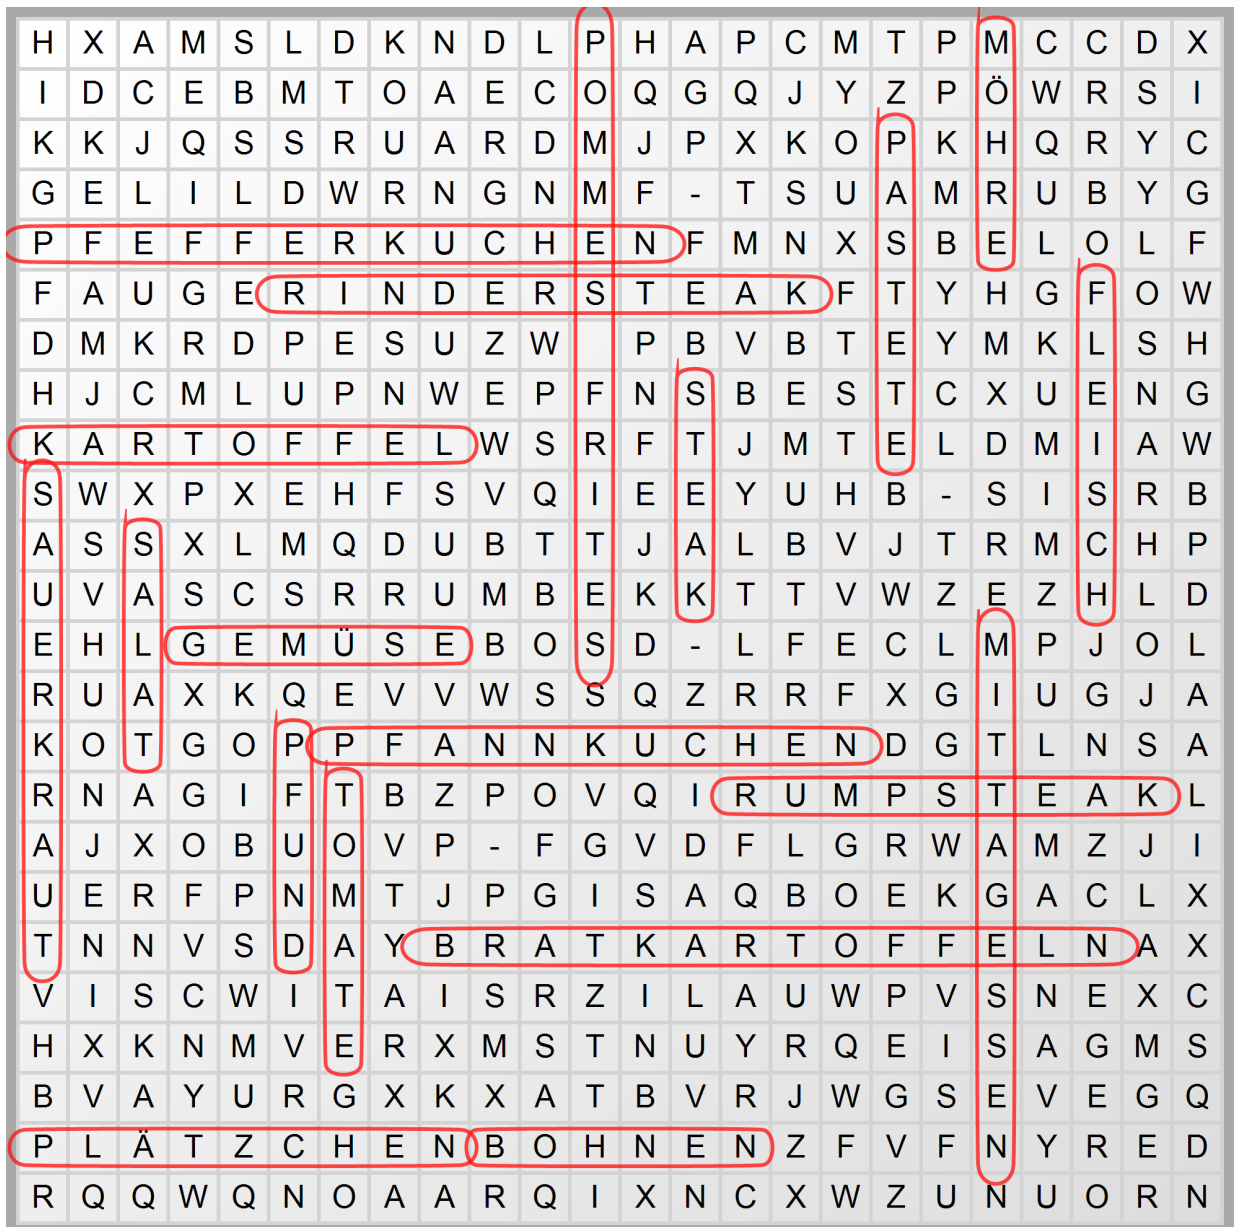 H X A M S L D K N D L P H A P C M T P M C C D X
I D C E B M T O A E C O Q G Q J Y Z P Ö W R S I
K K J Q S S R U A R D M J P X K O P K H Q R Y C
G E L I L D W R N G N M F - T S U A M R U B Y G
P F E F F E R K U C H E N F M N X S B E L O L F
F A U G E R I N D E R S T E A K F T Y H G F O W
D M K R D P E S U Z W P B V B T E Y M K L S H
H J C M L U P N W E P F N S B E S T C X U E N G
K A R T O F F E L W S R F T J M T E L D M I A W
S W X P X E H F S V Q I E E Y U H B - S I S R B
A S S X L M Q D U B T T J A L B V J T R M C H P
U V A S C S R R U M B E K K T T V W Z E Z H L D
E H L G E M Ü S E B O S D - L F E C L M P J O L
R U A X K Q E V V W S S Q Z R R F X G I U G J A
K O T G O P P F A N N K U C H E N D G T L N S A
R N A G I F T B Z P O V Q I R U M P S T E A K L
A J X O B U O V P - F G V D F L G R W A M Z J I
U E R F P N M T J P G I S A Q B O E K G A C L X
T N N V S D A Y B R A T K A R T O F F E L N A X
V I S C W I T A I S R Z I L A U W P V S N E X C
H X K N M V E R X M S T N U Y R Q E I S A G M S
B V A Y U R G X K X A T B V R J W G S E V E G Q
P L Ä T Z C H E N B O H N E N Z F V F N Y R E D
R Q Q W Q N O A A R Q I X N C X W Z U N U O R N